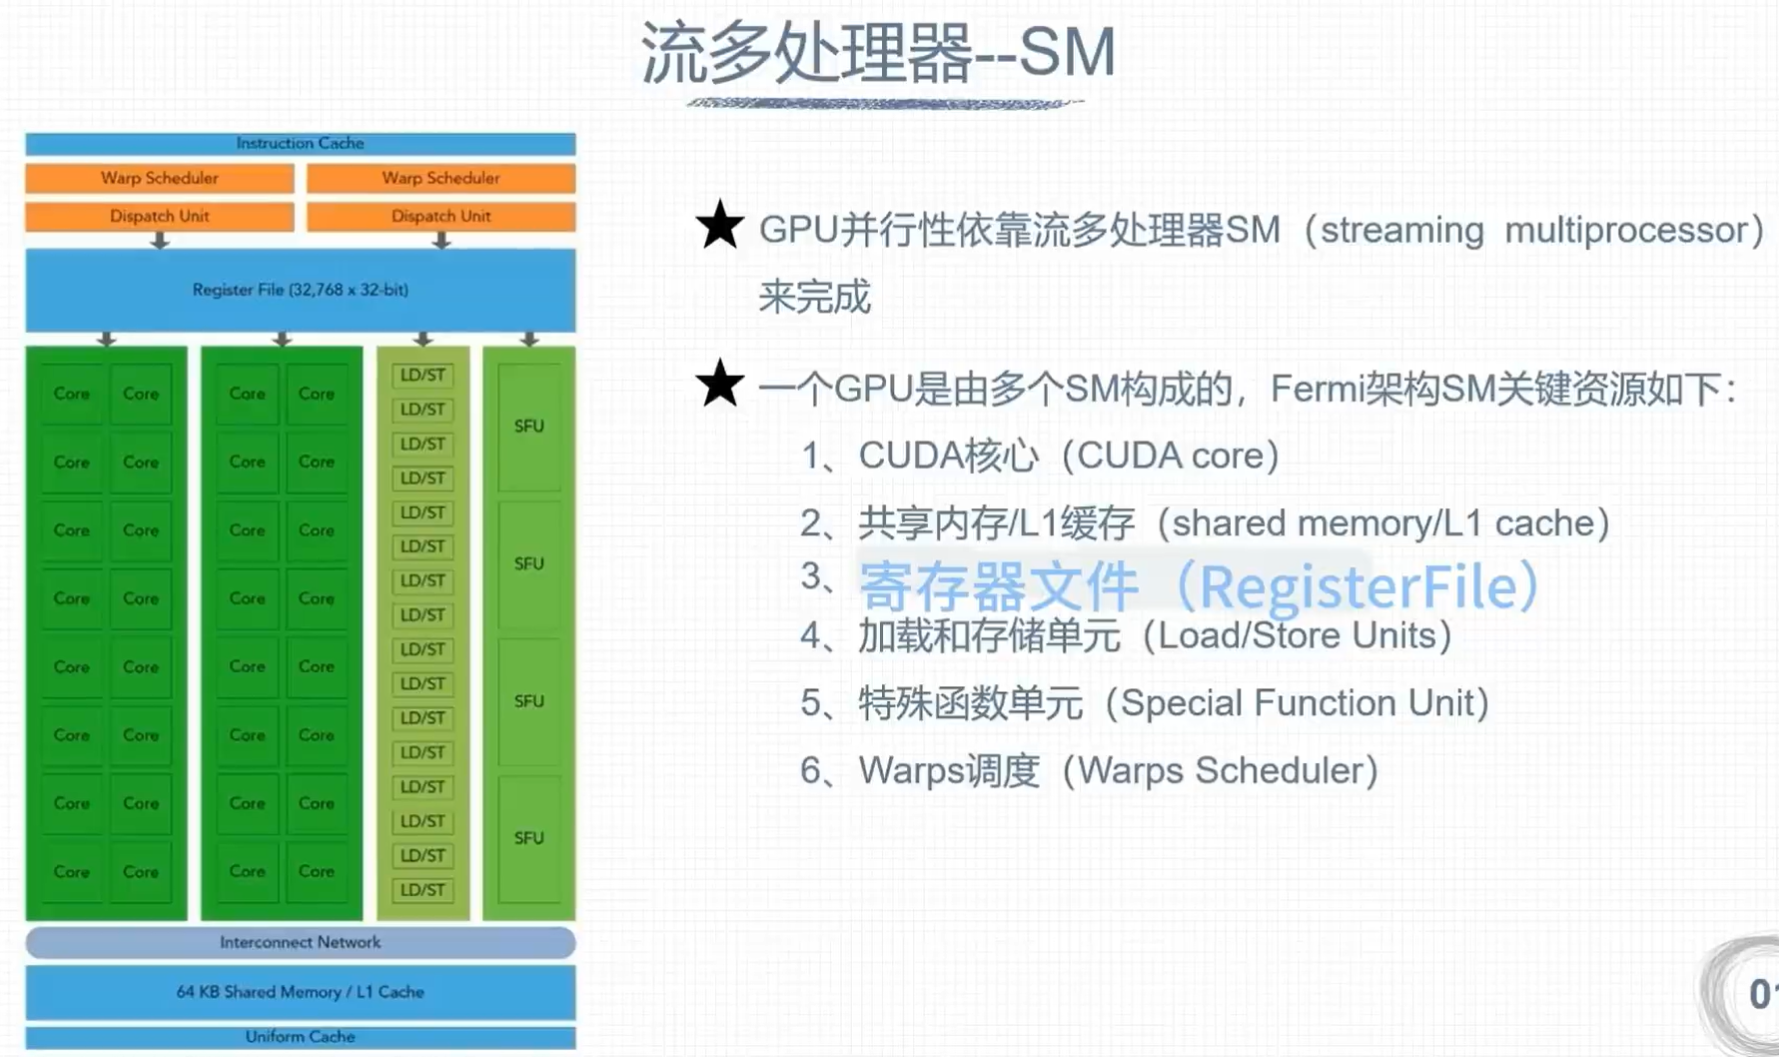 流多处理器--SM
Instruction Cache
Warp Scheduler Warp Scheduler
Dispatch Unit Dispatch Unit
Register File (32,768 x 32-bit)
Core Core Core Core LD/ST SFU
LD/ST
Core Core Core Core LD/ST
LD/ST
Core Core Core Core LD/ST SFU
LD/ST
Core Core Core Core LD/ST
LD/ST
Core Core Core Core LD/ST SFU
LD/ST
Core Core Core Core LD/ST
LD/ST
Core Core Core Core LD/ST SFU
LD/ST
Core Core Core Core LD/ST
LD/ST
Interconnect Network
64 KB Shared Memory / L1 Cache
Uniform Cache
GPU并行性依靠流多处理器SM（streaming multiprocessor）
来完成
一个GPU是由多个SM构成的，Fermi架构SM关键资源如下：
1、CUDA核心（CUDA core）
2、共享内存/L1缓存（shared memory/L1 cache）
3、寄存器文件（RegisterFile）
4、加载和存储单元（Load/Store Units）
5、特殊函数单元（Special Function Unit）
6、Warps调度（Warps Scheduler）